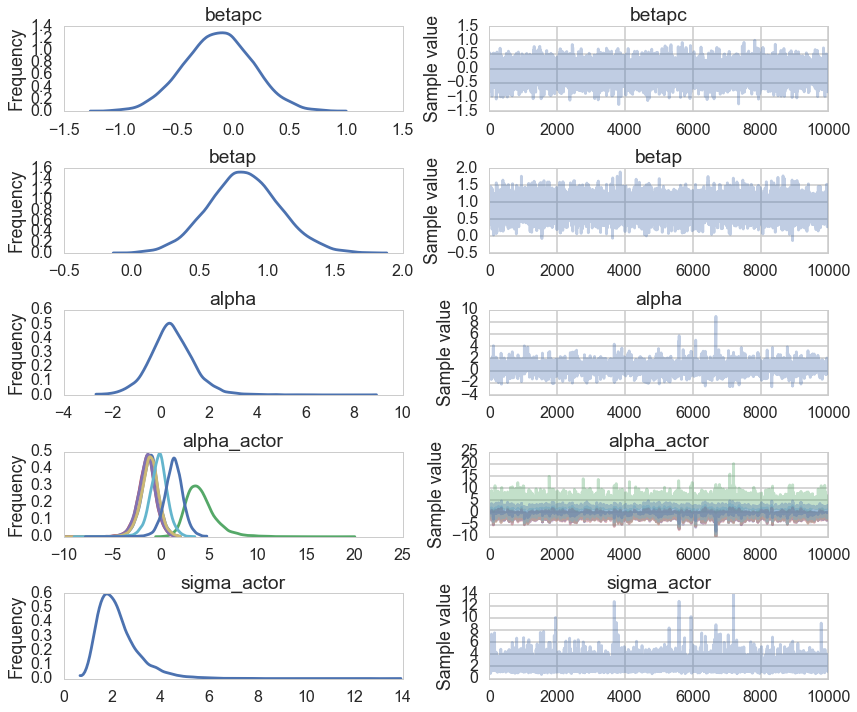 betapc
Frequency
1.4
1.2
1.0
0.8
0.6
0.4
0.2
0.0
−1.5 −1.0 −0.5 0.0 0.5 1.0 1.5
betapc
Sample value
1.5
1.0
0.5
0.0
−0.5
−1.0
−1.5
0 2000 4000 6000 8000 10000
betap
Frequency
1.6
1.4
1.2
1.0
0.8
0.6
0.4
0.2
0.0
−0.5 0.0 0.5 1.0 1.5 2.0
betap
Sample value
2.0
1.5
1.0
0.5
0.0
−0.5
0 2000 4000 6000 8000 10000
alpha
Frequency
0.6
0.5
0.4
0.3
0.2
0.1
0.0
−4 −2 0 2 4 6 8 10
alpha
Sample value
10
8
6
4
2
0
−2
−4
0 2000 4000 6000 8000 10000
alpha_actor
Frequency
0.5
0.4
0.3
0.2
0.1
0.0
−10 −5 0 5 10 15 20 25
alpha_actor
Sample value
25
20
15
10
5
0
−5
−10
0 2000 4000 6000 8000 10000
sigma_actor
Frequency
0.6
0.5
0.4
0.3
0.2
0.1
0.0
0 2 4 6 8 10 12 14
sigma_actor
Sample value
14
12
10
8
6
4
2
0
0 2000 4000 6000 8000 10000